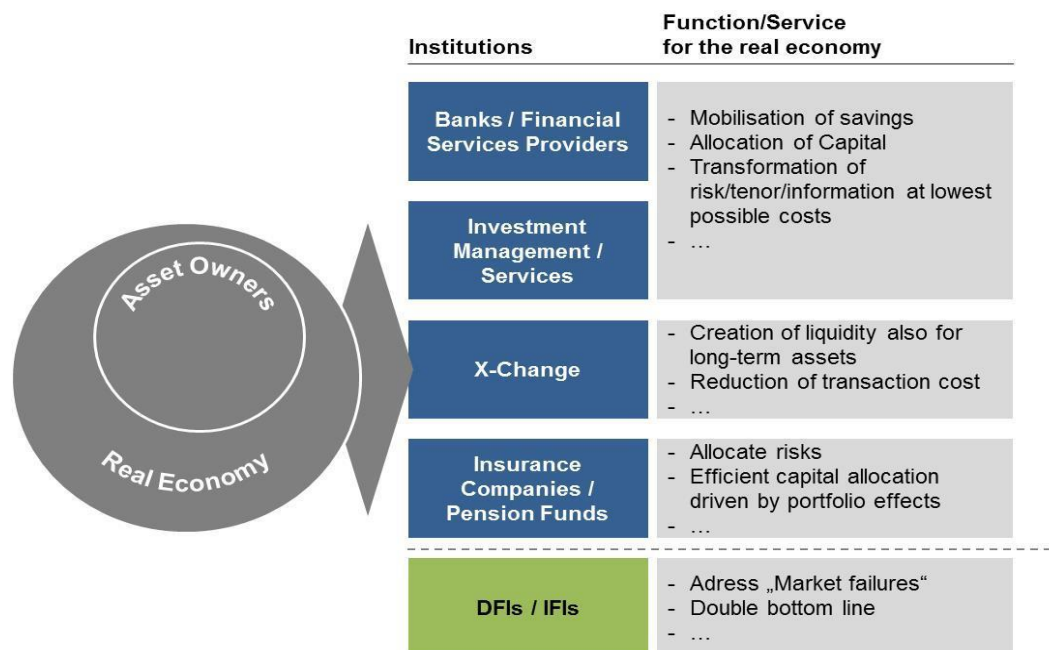 Institutions
Function/Service
for the real economy
Banks / Financial
Services Providers
- Mobilisation of savings
- Allocation of Capital
- Transformation of
risk/tenor/information at lowest
possible costs
- ...
Investment
Management /
Services
Asset Owners
Real Economy
X-Change
- Creation of liquidity also for
long-term assets
- Reduction of transaction cost
- ...
Insurance
Companies /
Pension Funds
- Allocate risks
- Efficient capital allocation
driven by portfolio effects
- ...
DFIs / IFIs
- Adress „Market failures“
- Double bottom line
- ...